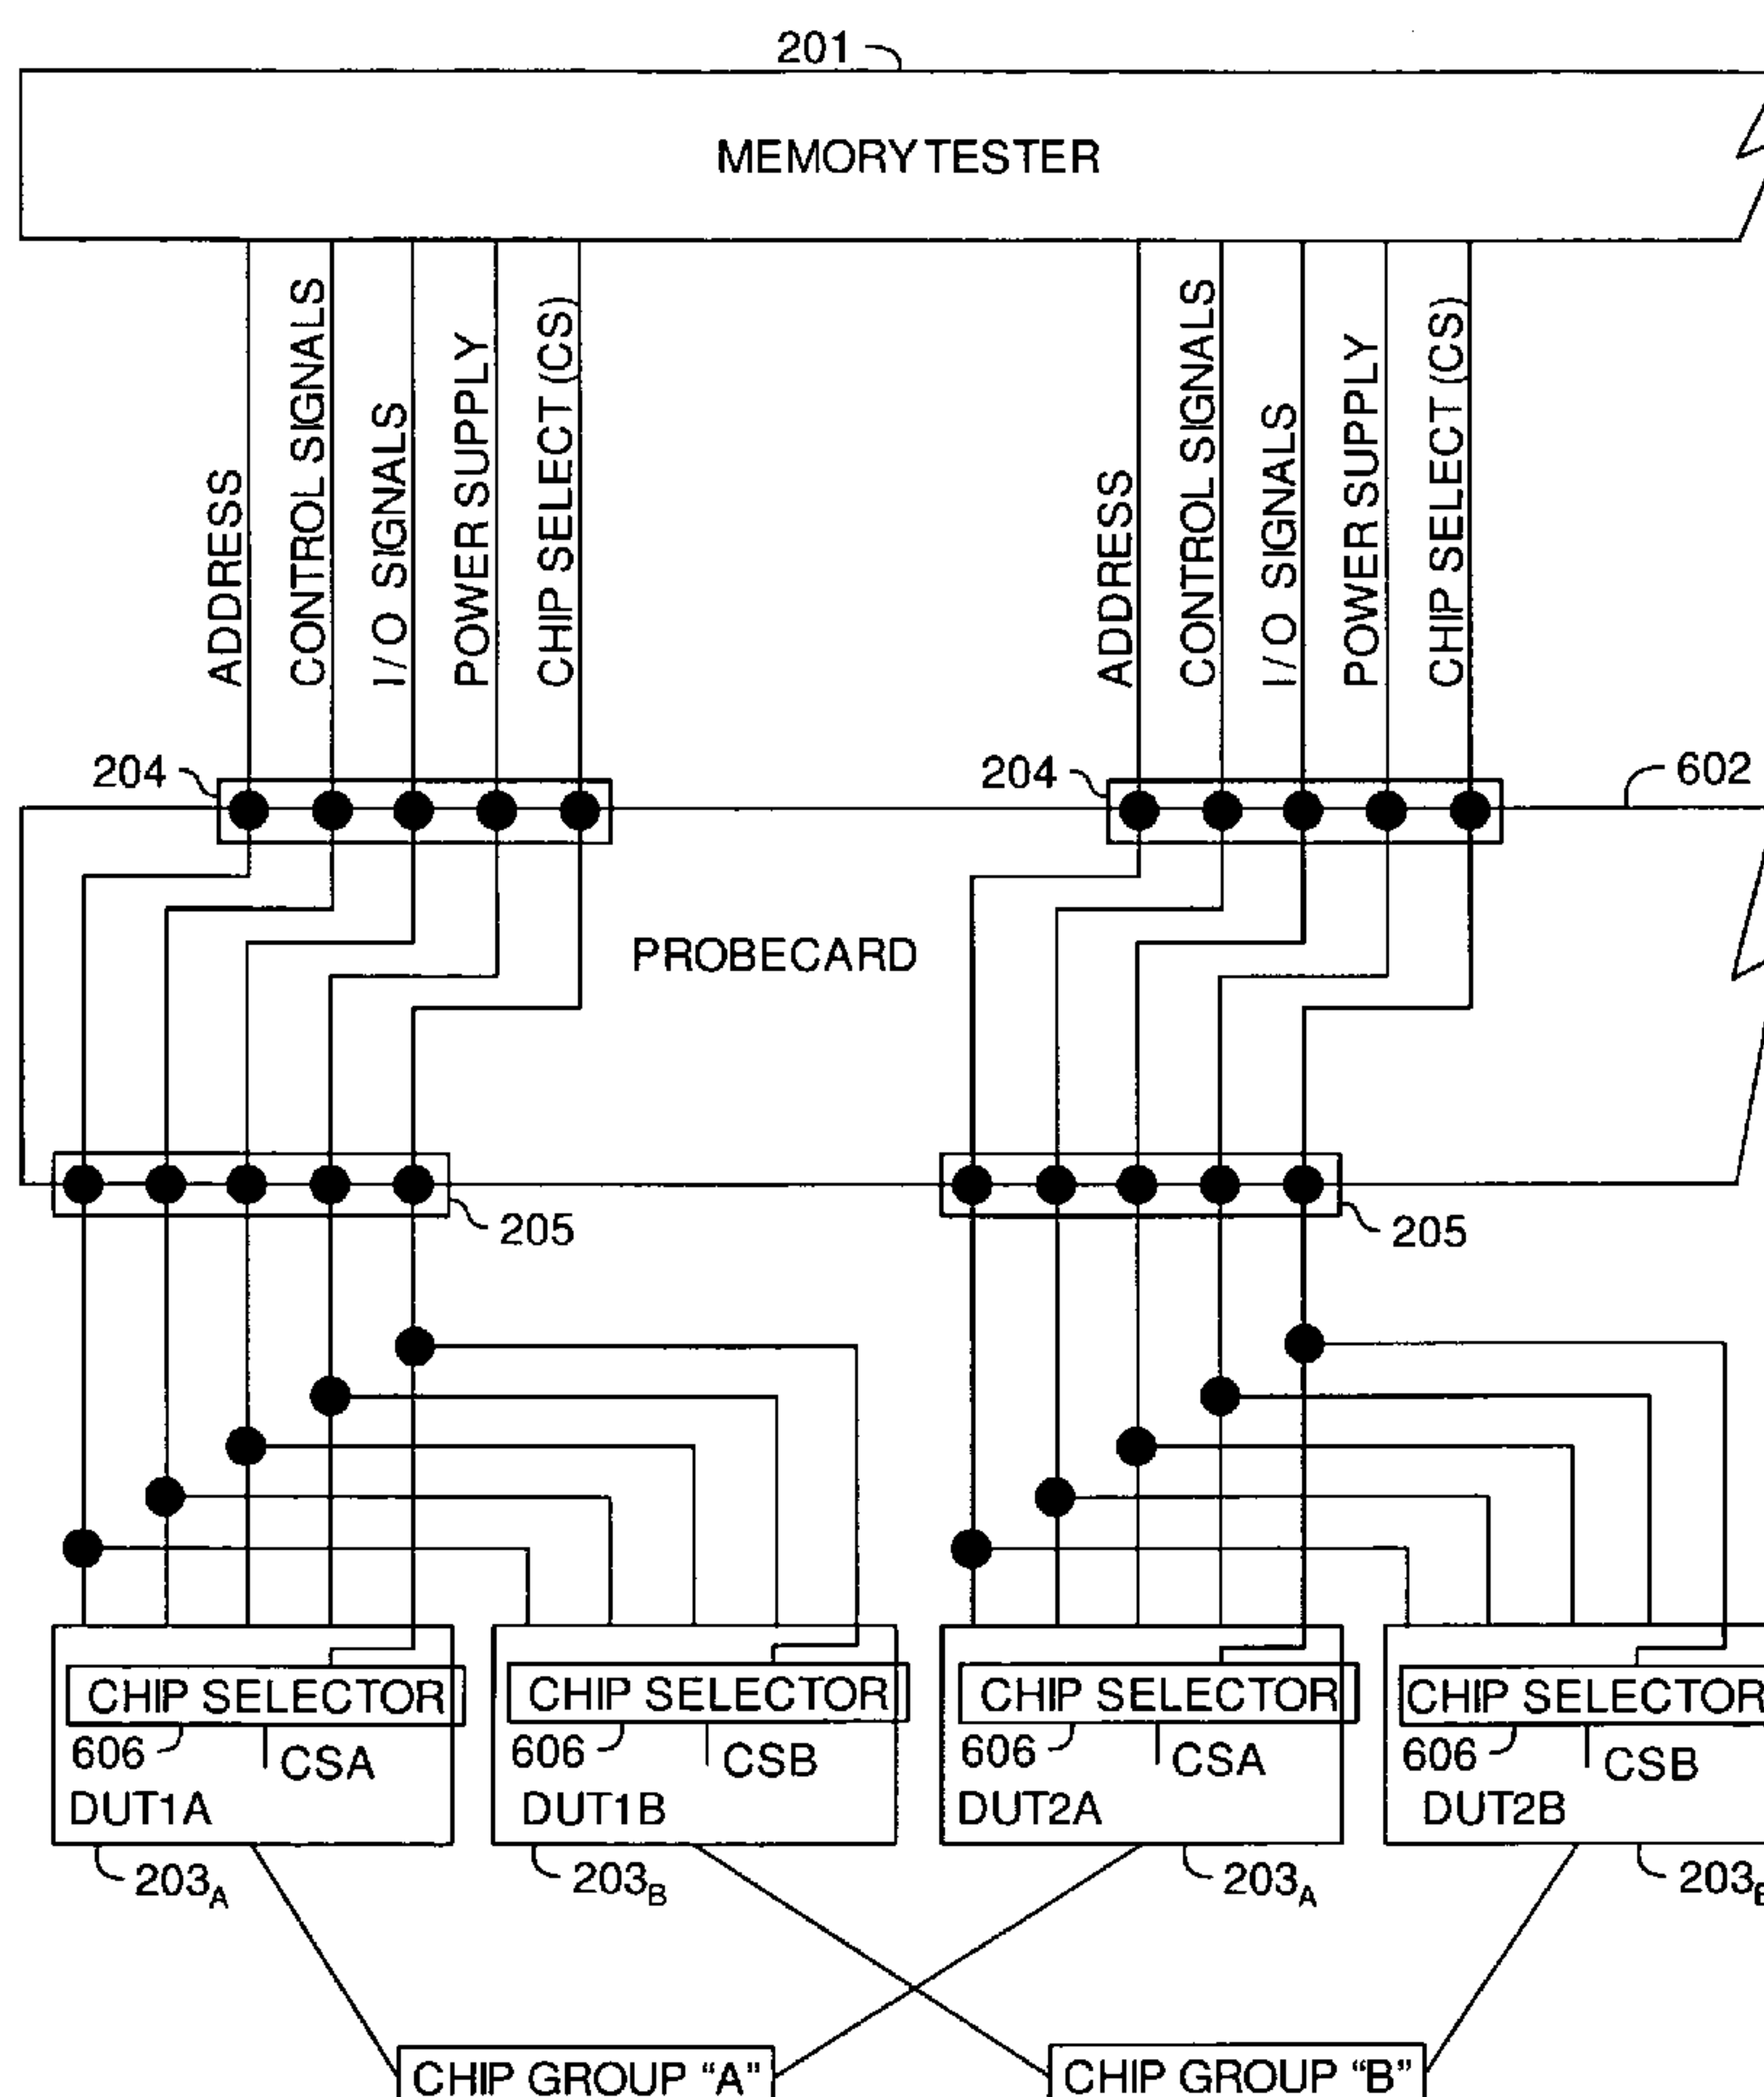 201
MEMORY TESTER
ADDRESS
CONTROL SIGNALS
I/O SIGNALS
POWER SUPPLY
CHIP SELECT (CS)
ADDRESS
CONTROL SIGNALS
I/O SIGNALS
POWER SUPPLY
CHIP SELECT (CS)
204
204
602
PROBECARD
205
205
CHIP SELECTOR
606
CSA
DUT1A
203A
CHIP SELECTOR
606
CSB
DUT1B
203B
CHIP SELECTOR
606
CSA
DUT2A
203A
CHIP SELECTOR
606
CSB
DUT2B
203B
CHIP GROUP “A”
CHIP GROUP “B”